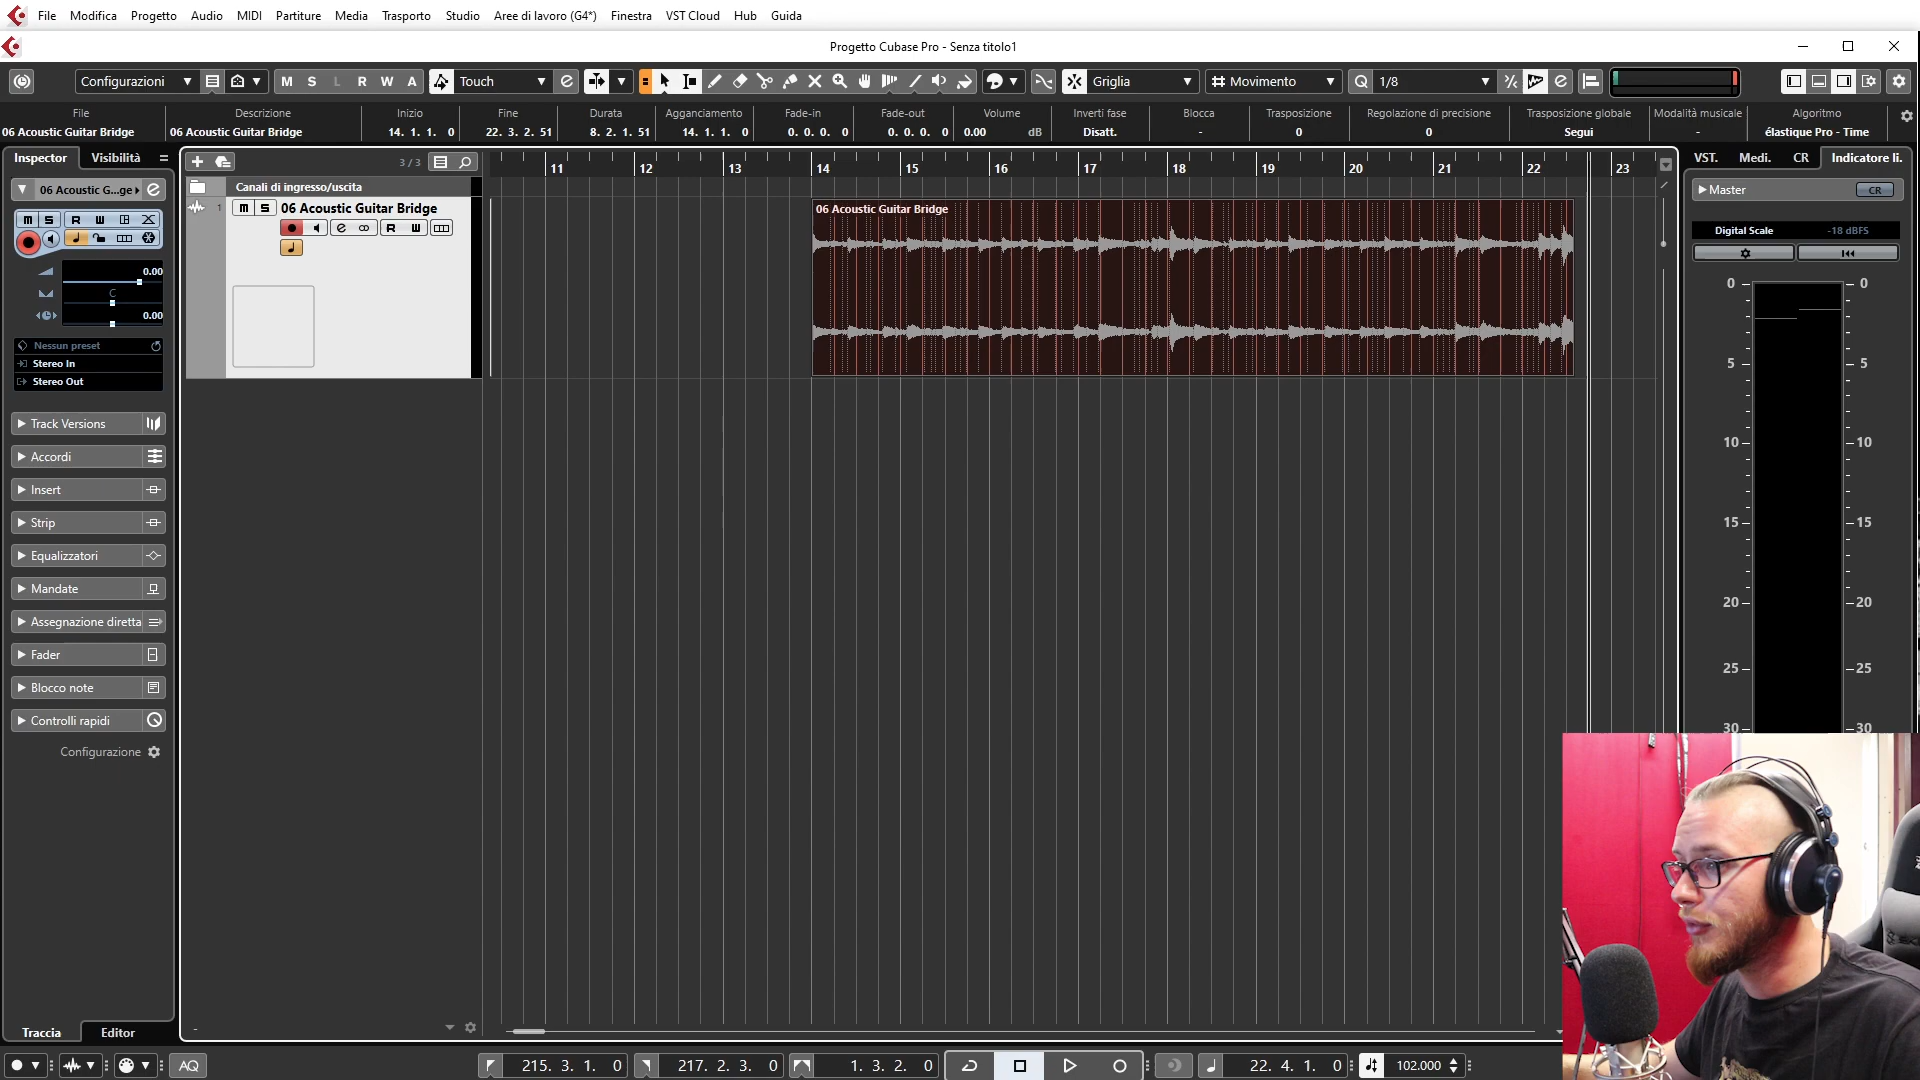 File Modifica Progetto Audio MIDI Partiture Media Trasporto Studio Aree di lavoro (G4*) Finestra VST Cloud Hub Guida
Progetto Cubase Pro - Senza titolo1
Configurazioni M S L R W A Touch Griglia Movimento Q 1/8
File Descrizione Inizio Fine Durata Agganciamento Fade-in Fade-out Volume Inverti fase Blocca Trasposizione Regolazione di precisione Trasposizione globale Modalità musicale Algoritmo
06 Acoustic Guitar Bridge 06 Acoustic Guitar Bridge 14. 1. 1. 0 22. 3. 2. 51 8. 2. 1. 51 14. 1. 1. 0 0. 0. 0. 0 0. 0. 0. 0 0.00 dB Disatt. - 0 0 Segui - élastique Pro - Time
Inspector Visibilità 3 / 3 11 12 13 14 15 16 17 18 19 20 21 22 23 VST. Medi. CR Indicatore li.
06 Acoustic G...ge Canali di ingresso/uscita Master CR
M S R W 1 m S 06 Acoustic Guitar Bridge 06 Acoustic Guitar Bridge
R W
Digital Scale -18 dBFS
0.00
C
0.00
Nessun preset
Stereo In
Stereo Out
Track Versions
Accordi
Insert
Strip
Equalizzatori
Mandate
Assegnazione diretta
Fader
Blocco note
Controlli rapidi
Configurazione
0 0
5 5
10 10
15 15
20 20
25 25
30 30
Traccia Editor -
AQ 215. 3. 1. 0 217. 2. 3. 0 1. 3. 2. 0 22. 4. 1. 0 102.000